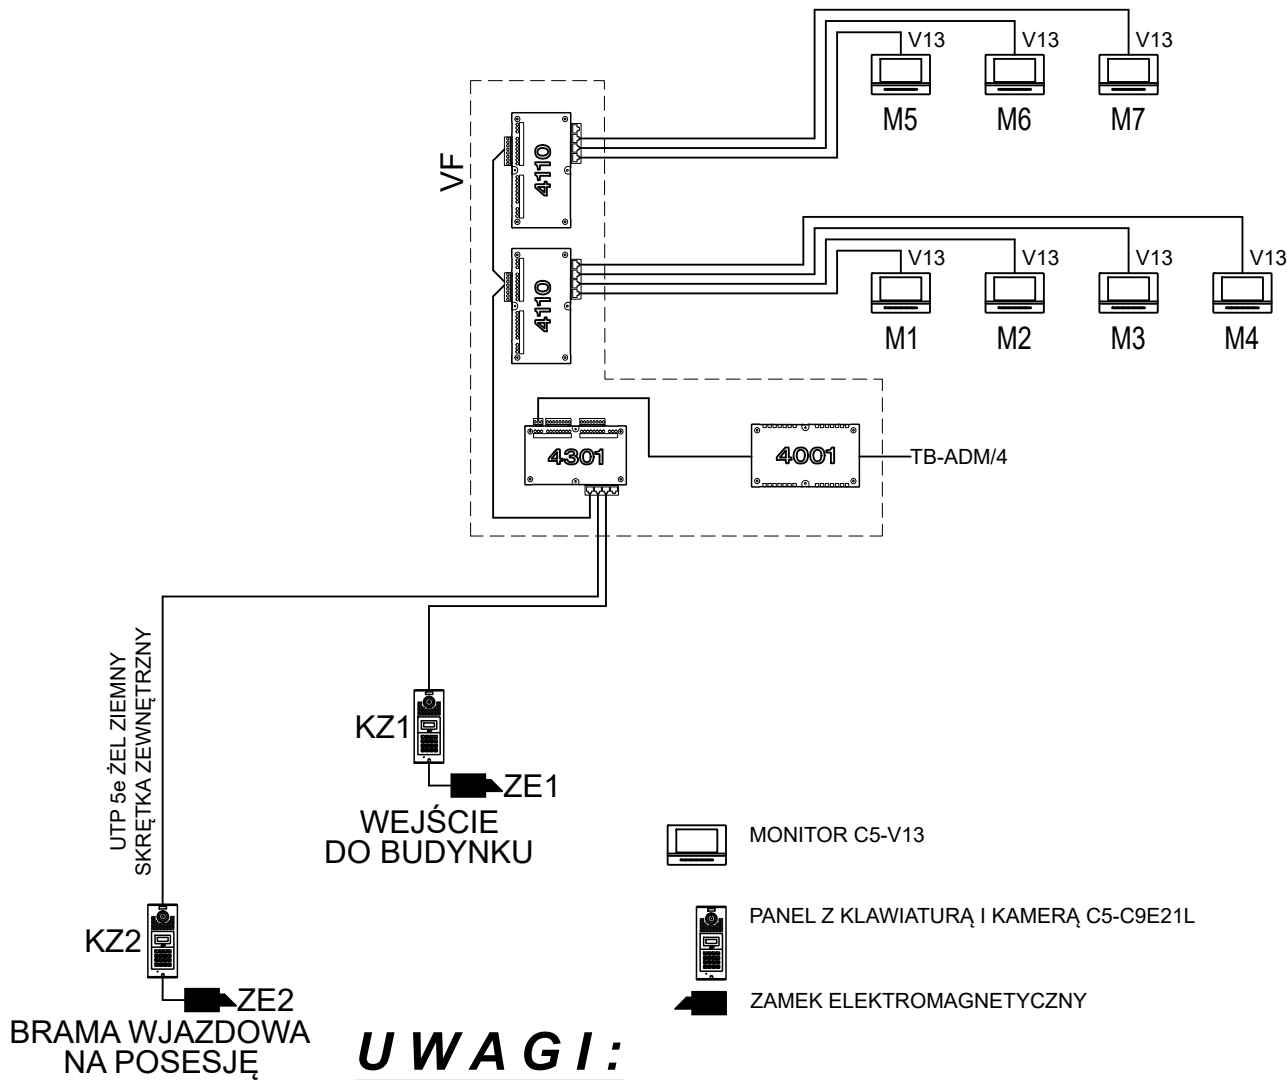 V13
V13
V13
M5
M6
M7
VF
4110
V13
V13
V13
V13
4110
M1
M2
M3
M4
4301
4001
TB-ADM/4
UTP 5e ŻEL ZIEMNY
SKRĘTKA ZEWNĘTRZNY
KZ1
ZE1
WEJŚCIE
DO BUDYNKU
MONITOR C5-V13
PANEL Z KLAWIATURĄ I KAMERĄ C5-C9E21L
KZ2
ZE2
ZAMEK ELEKTROMAGNETYCZNY
BRAMA WJAZDOWA
NA POSESJĘ
UWAGI: